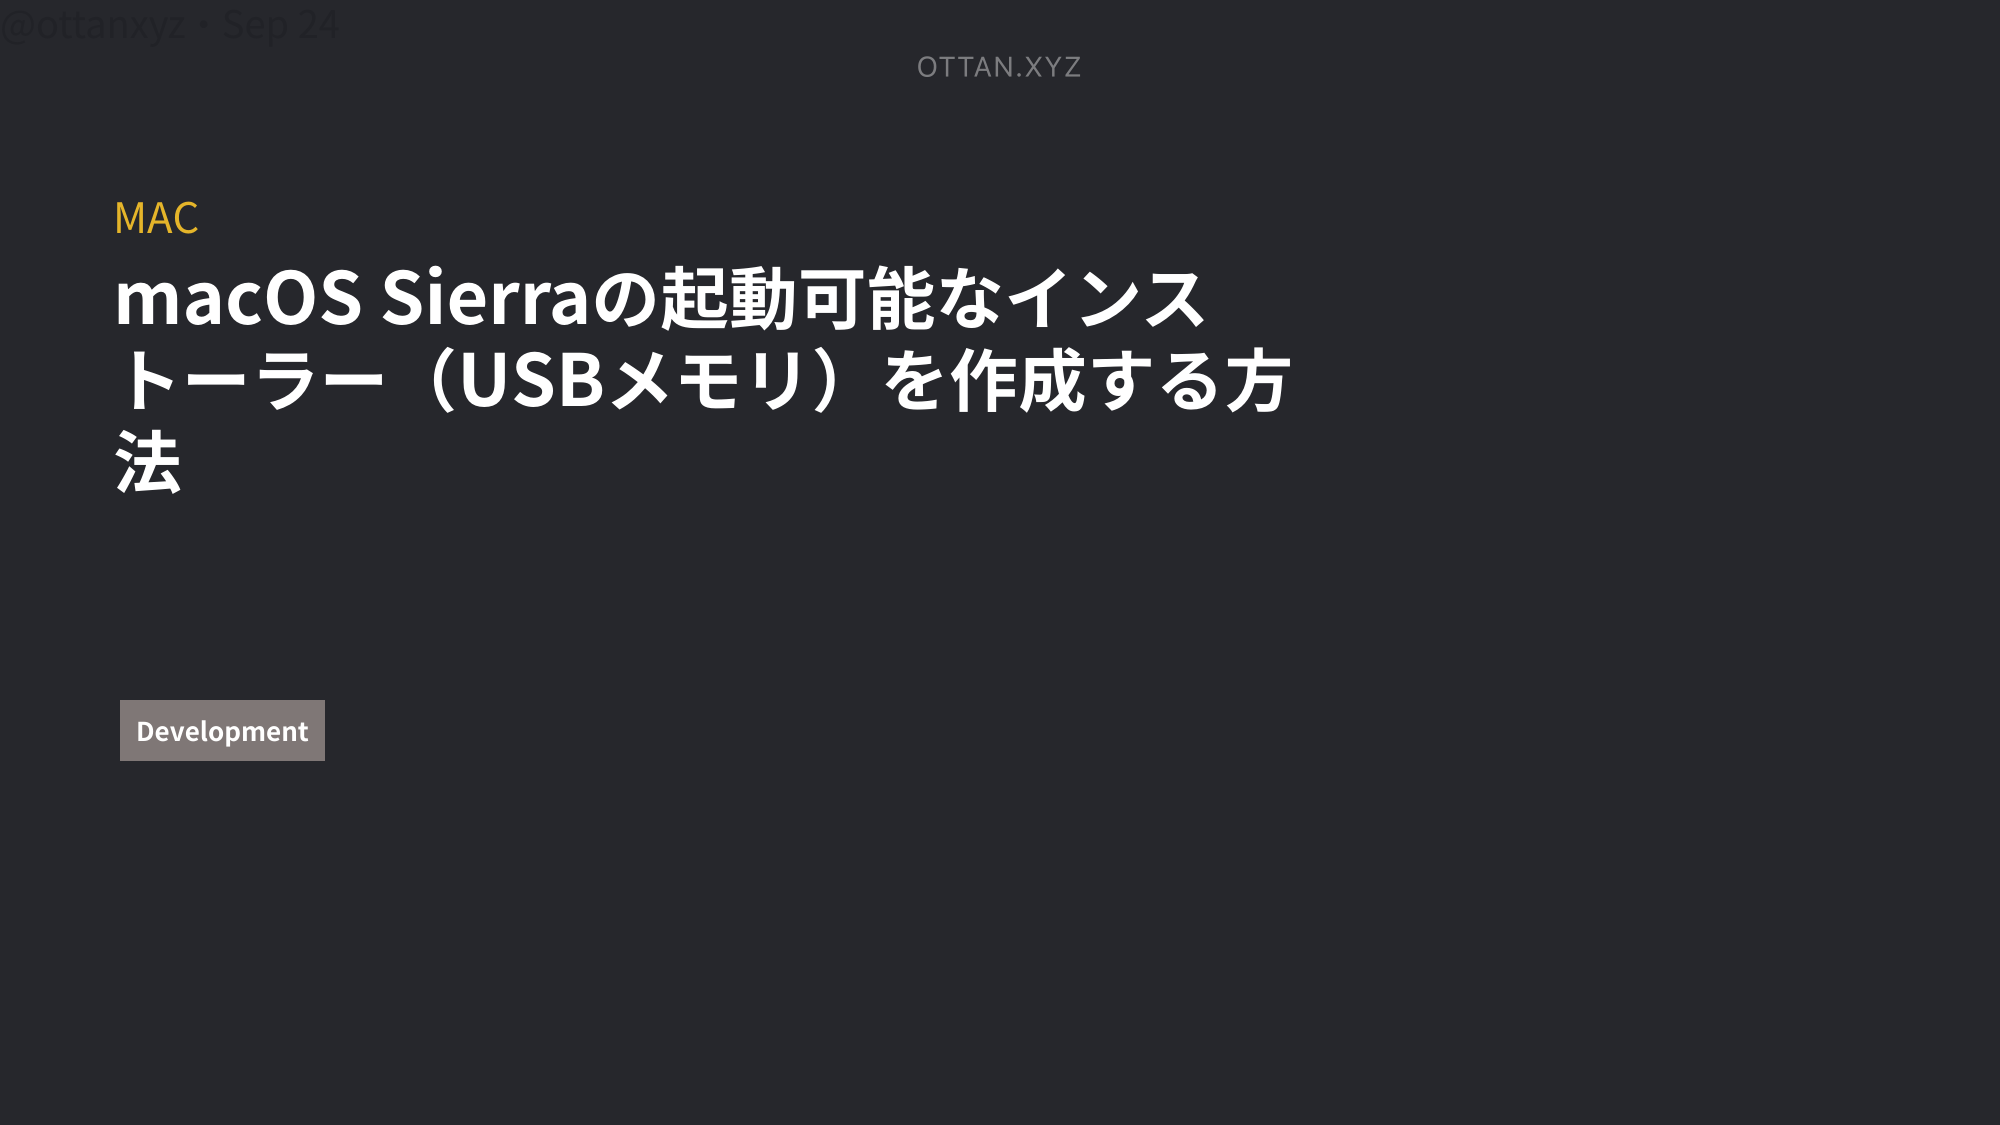 @ottanxyz・Sep 24
OTTAN.XYZ
MAC
macOS Sierraの起動可能なインス
トーラー（USBメモリ）を作成する方
法
Development